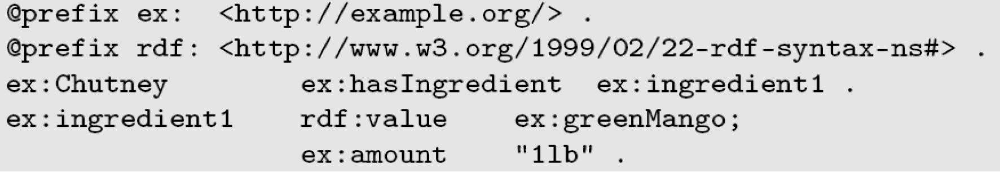 @prefix ex: <http://example.org/> .
@prefix rdf: <http://www.w3.org/1999/02/22-rdf-syntax-ns#> .
ex:Chutney ex:hasIngredient ex:ingredient1 .
ex:ingredient1 rdf:value ex:greenMango;
ex:amount "1lb" .